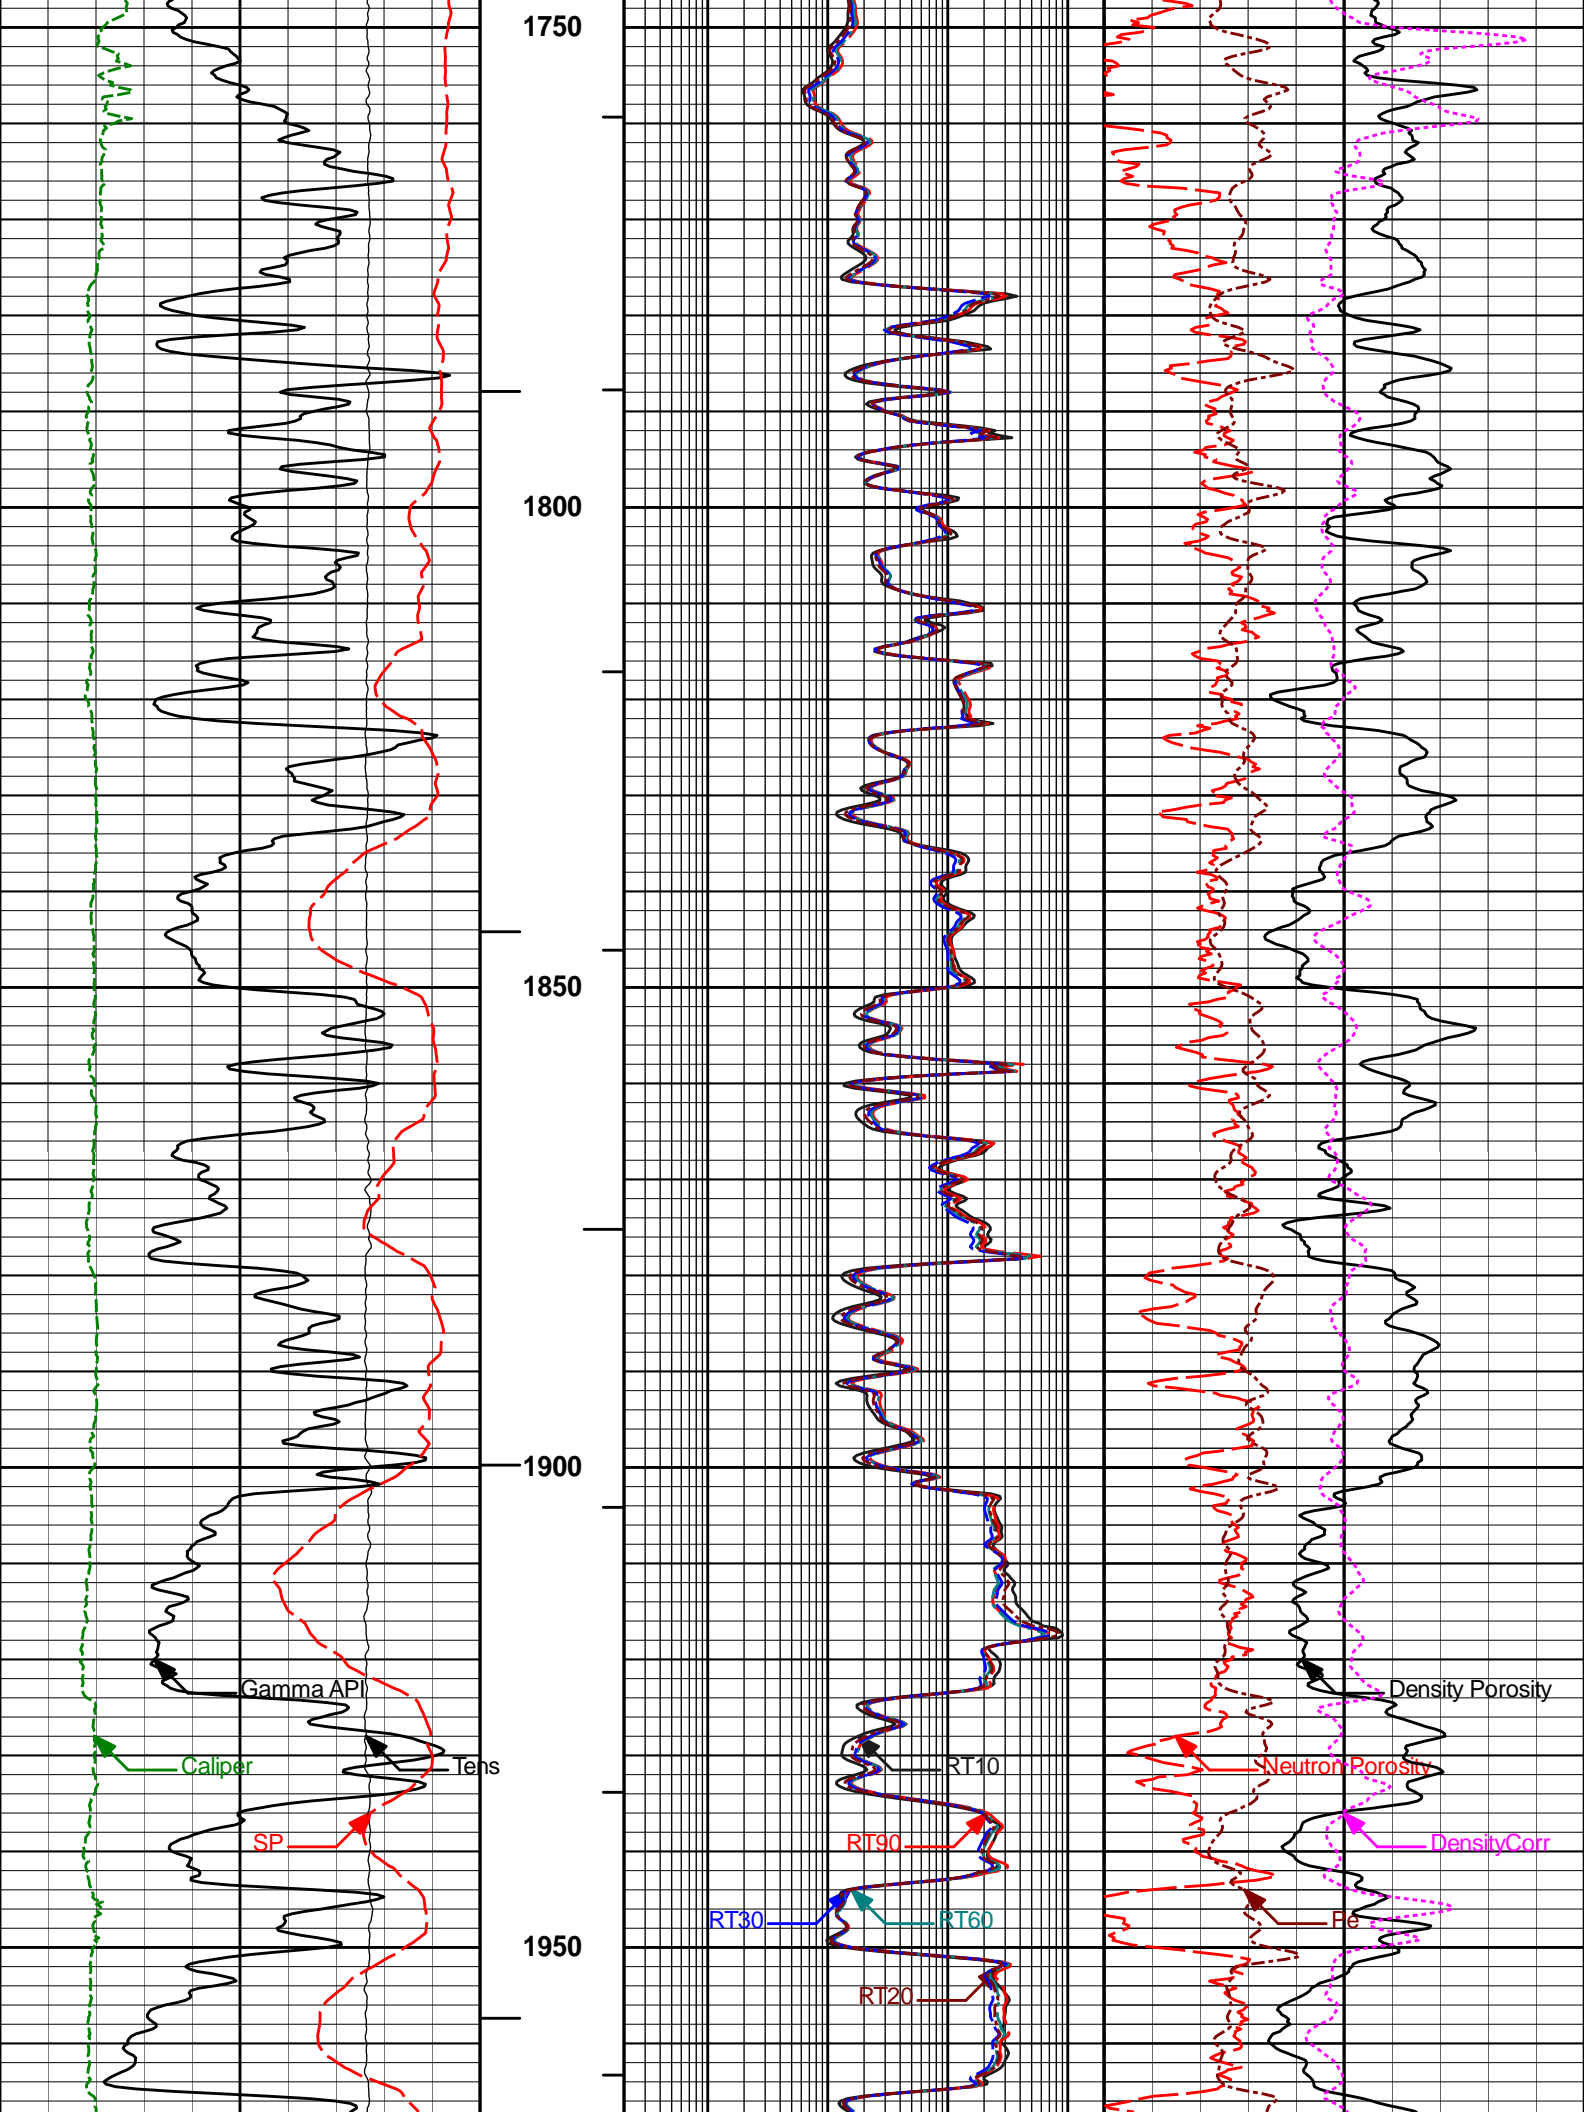 1750
1800
1850
1900
Gamma API
Density Porosity
Caliper
Tens
RT10
Neutron Porosity
SP
RT90
DensityCorr
RT30
RT60
Pe
1950
RT20